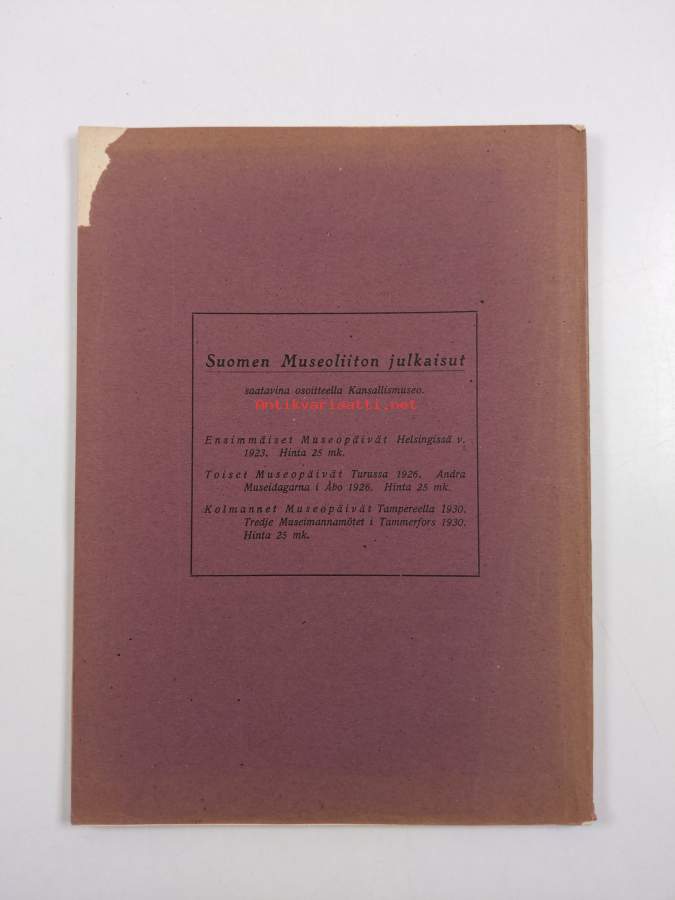 Suomen Museoliiton julkaisut
saatavina osoitteella Kansallismuseo.
Antikvariaatti.net
Ensimmäiset Museopäivät Helsingissä v.
1923. Hinta 25 mk.
Toiset Museopäivät Turussa 1926. Andra
Museidagarna i Åbo 1926. Hinta 25 mk.
Kolmannet Museopäivät Tampereella 1930.
Tredje Museimannamötet i Tammerfors 1930.
Hinta 25 mk.